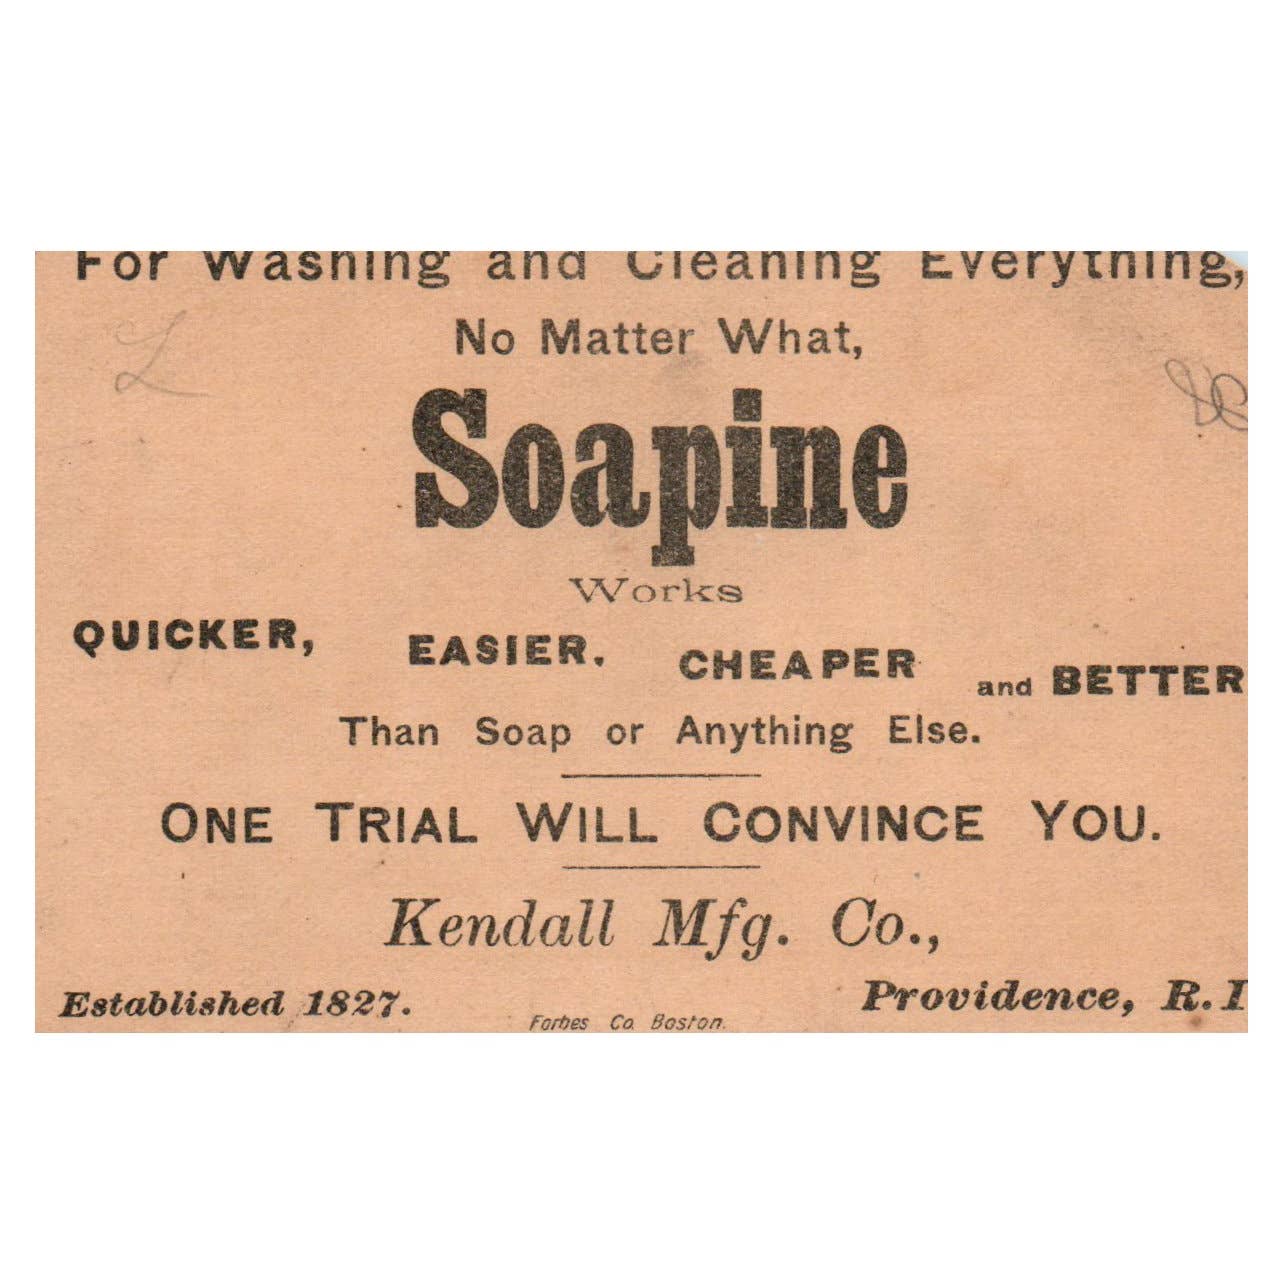 For Washing and Cleaning Everything,
No Matter What,
Soapine
Works
QUICKER, EASIER, CHEAPER and BETTER
Than Soap or Anything Else.
ONE TRIAL WILL CONVINCE YOU.
Kendall Mfg. Co.,
Established 1827. Providence, R. I
Forbes Co. Boston.